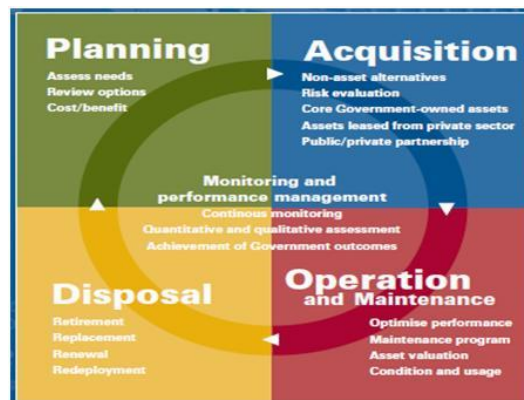 Planning
Assess needs
Review options
Cost/benefit
Acquisition
Non-asset alternatives
Risk evaluation
Core Government-owned assets
Assets leased from private sector
Public/private partnership
Monitoring and
performance management
Continous monitoring
Quantitative and qualitative assessment
Achievement of Government outcomes
Disposal
Retirement
Replacement
Renewal
Redeployment
Operation
and Maintenance
Optimise performance
Maintenance program
Asset valuation
Condition and usage